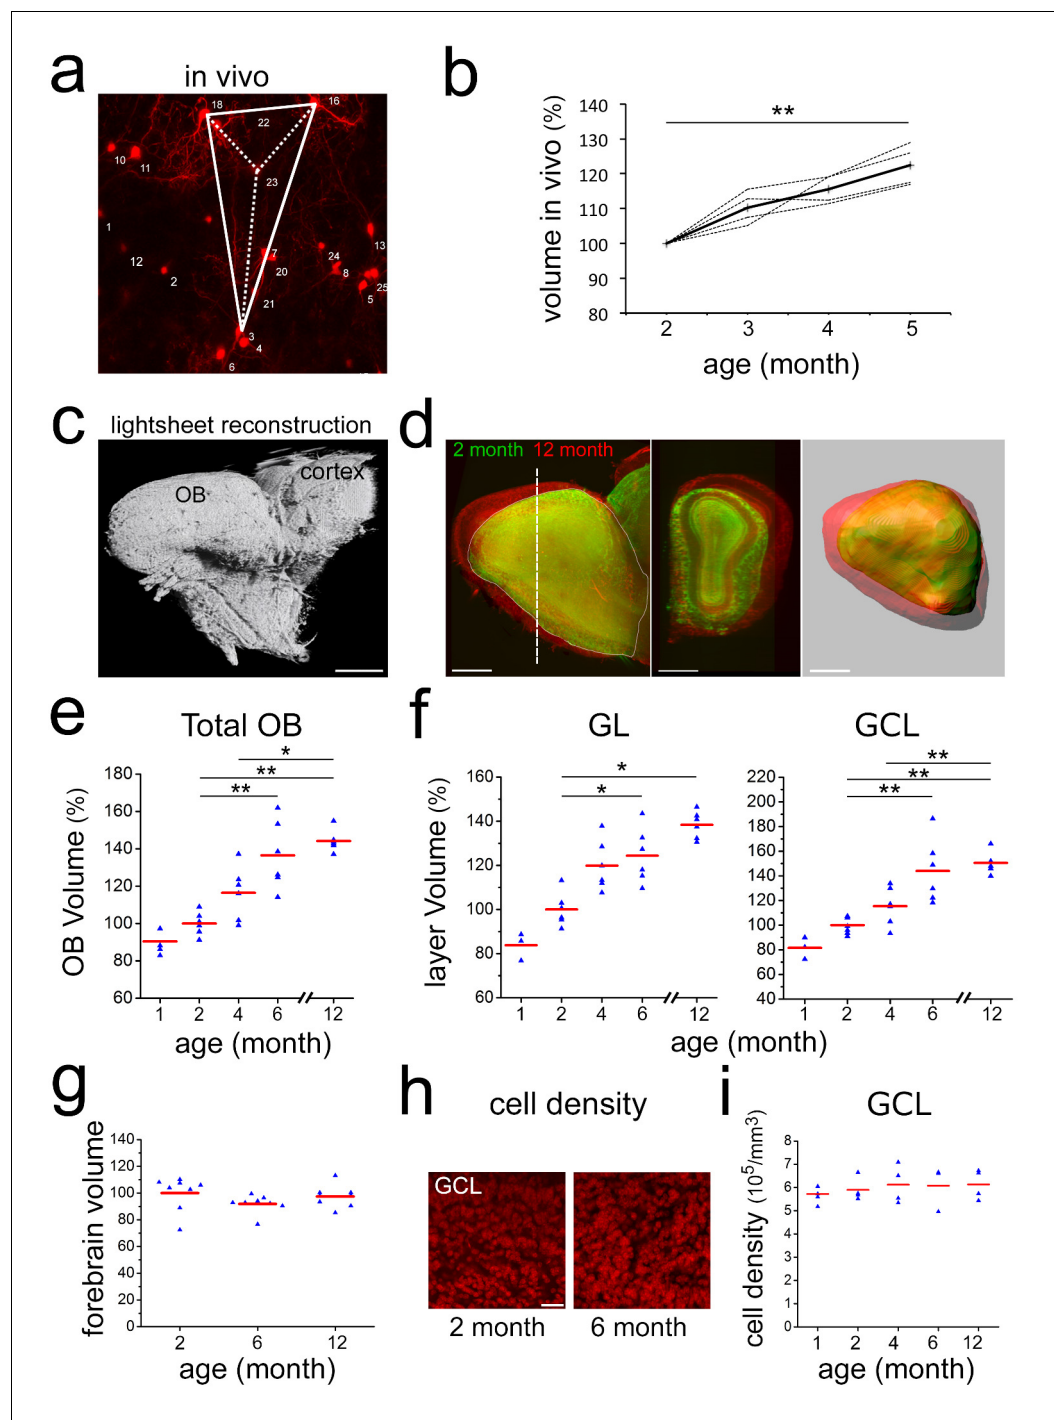 a
in vivo
18
16
22
10
11
23
1
13
12
7
24
20
8
2
25
5
21
3
4
6
b
volume in vivo (%)
140
130
120
110
100
90
80
**
2 3 4 5
age (month)
c
lightsheet reconstruction
OB
cortex
d
2 month 12 month
e
Total OB
OB Volume (%)
180
160
140
120
100
80
60
*
**
**
1 2 4 6 12
age (month)
f
GL
layer Volume (%)
160
140
120
100
80
60
*
*
1 2 4 6 12
GCL
220
200
180
160
140
120
100
80
60
40
**
**
**
1 2 4 6 12
age (month)
g
forebrain volume
140
120
100
80
60
40
20
0
2 6 12
age (month)
h
cell density
GCL
2 month 6 month
i
GCL
cell density (10⁵/mm³)
8
7
6
5
4
3
2
1
0
1 2 4 6 12
age (month)